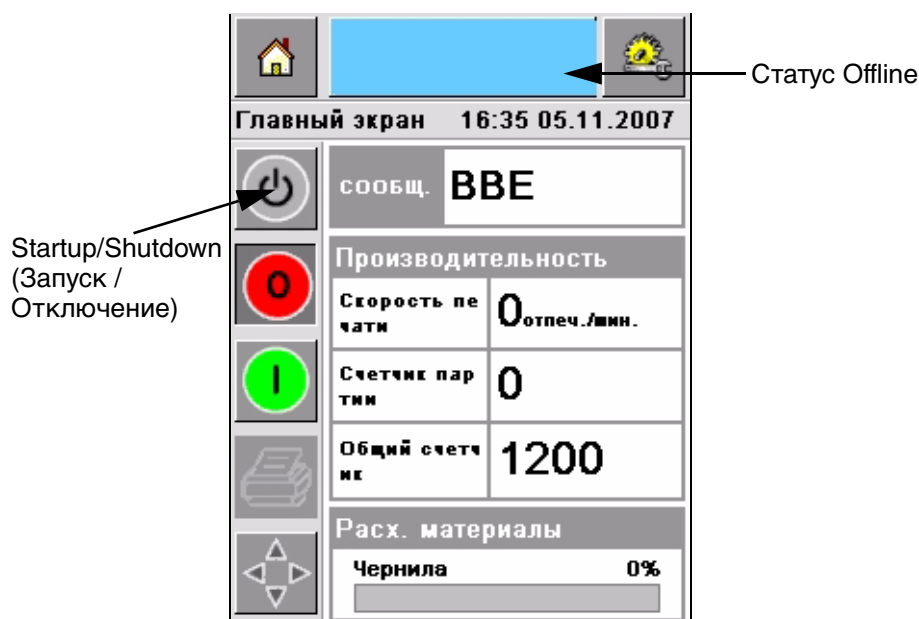 Статус Offline
Главный экран 16:35 05.11.2007
сообщ. BBE
Startup/Shutdown
(Запуск /
Отключение)
Производительность
Скорость пе
чати
0отпеч./мин.
Счетчик пар
тии
0
Общий счетч
ик
1200
Расх. материалы
Чернила 0%